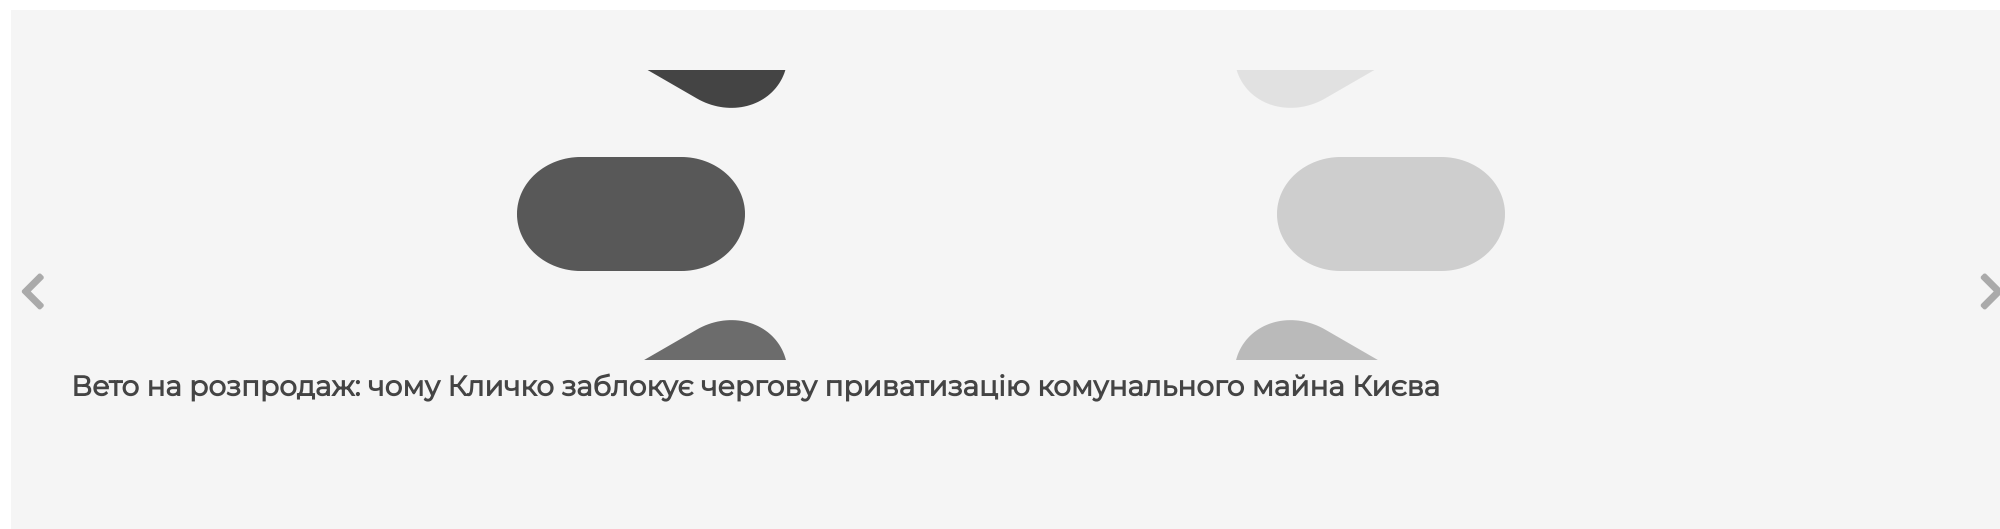 Вето на розпродаж: чому Кличко заблокує чергову приватизацію комунального майна Києва